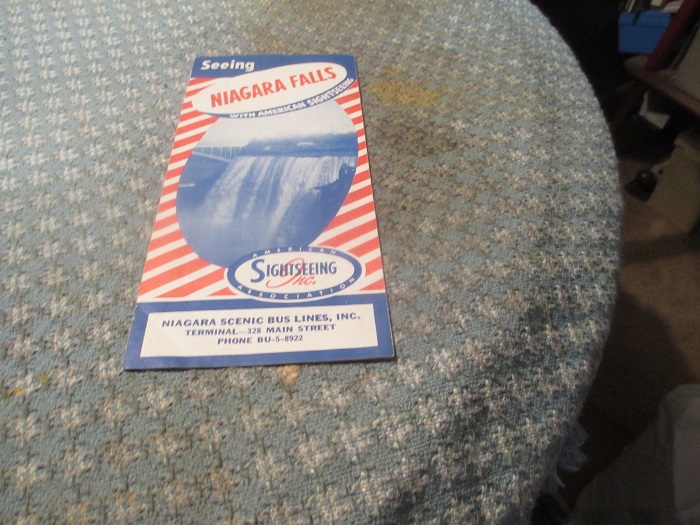 Seeing
NIAGARA FALLS
WITH AMERICAN SIGHTSEEING
AMERICAN
SIGHTSEEING
Inc.
ASSOCIATION
NIAGARA SCENIC BUS LINES, INC.
TERMINAL—328 MAIN STREET
PHONE BU-5-8922